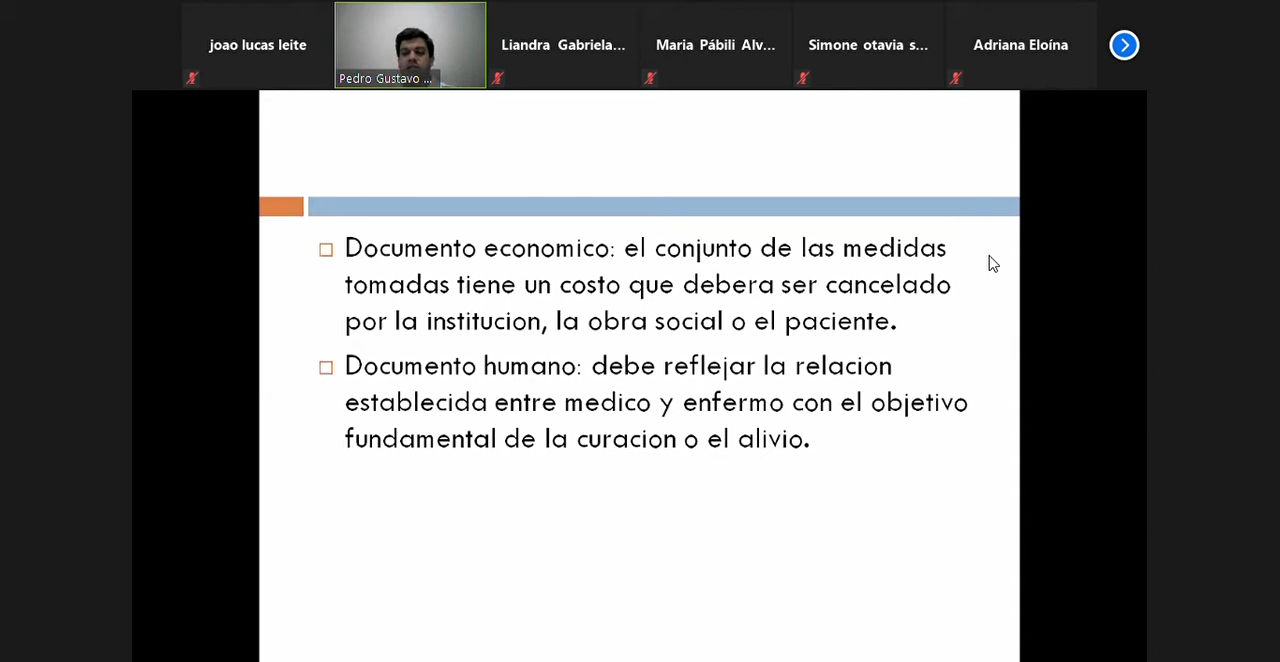 joao lucas leite
Pedro Gustavo ...
Liandra Gabriela...
Maria Pábili Alv...
Simone otavia s...
Adriana Eloína
Documento economico: el conjunto de las medidas
tomadas tiene un costo que debera ser cancelado
por la institucion, la obra social o el paciente.
Documento humano: debe reflejar la relacion
establecida entre medico y enfermo con el objetivo
fundamental de la curacion o el alivio.